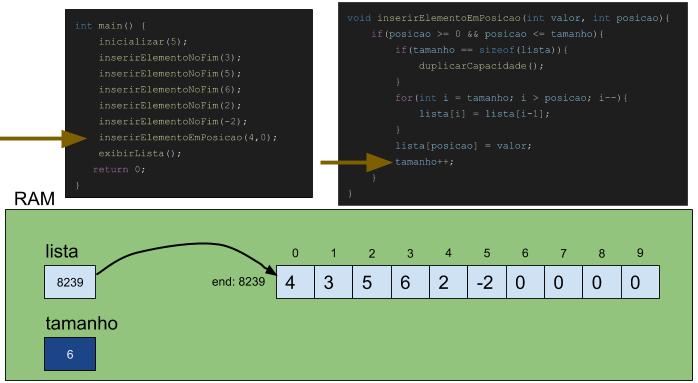 int main() {
inicializar(5);
inserirElementoNoFim(3);
inserirElementoNoFim(5);
inserirElementoNoFim(6);
inserirElementoNoFim(2);
inserirElementoNoFim(-2);
inserirElementoEmPosicao(4,0);
exibirLista();
return 0;
}
void inserirElementoEmPosicao(int valor, int posicao){
if(posicao >= 0 && posicao <= tamanho){
if(tamanho == sizeof(lista)){
duplicarCapacidade();
}
for(int i = tamanho; i > posicao; i--){
lista[i] = lista[i-1];
}
lista[posicao] = valor;
tamanho++;
}
}
RAM
lista
0 1 2 3 4 5 6 7 8 9
8239
end: 8239
4 3 5 6 2 -2 0 0 0 0
tamanho
6